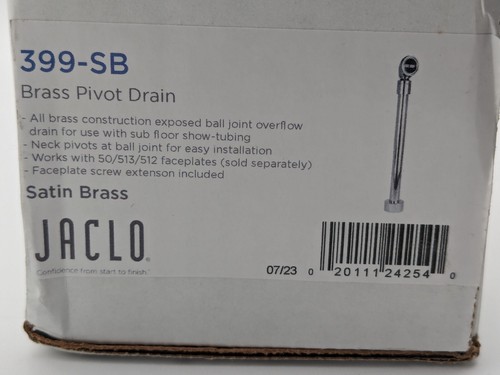 399-SB
Brass Pivot Drain
- All brass construction exposed ball joint overflow
drain for use with sub floor show-tubing
- Neck pivots at ball joint for easy installation
- Works with 50/513/512 faceplates (sold separately)
- Faceplate screw extenson included
Satin Brass
JACLO®
Confidence from start to finish™
07/23 0 20111 24254 0